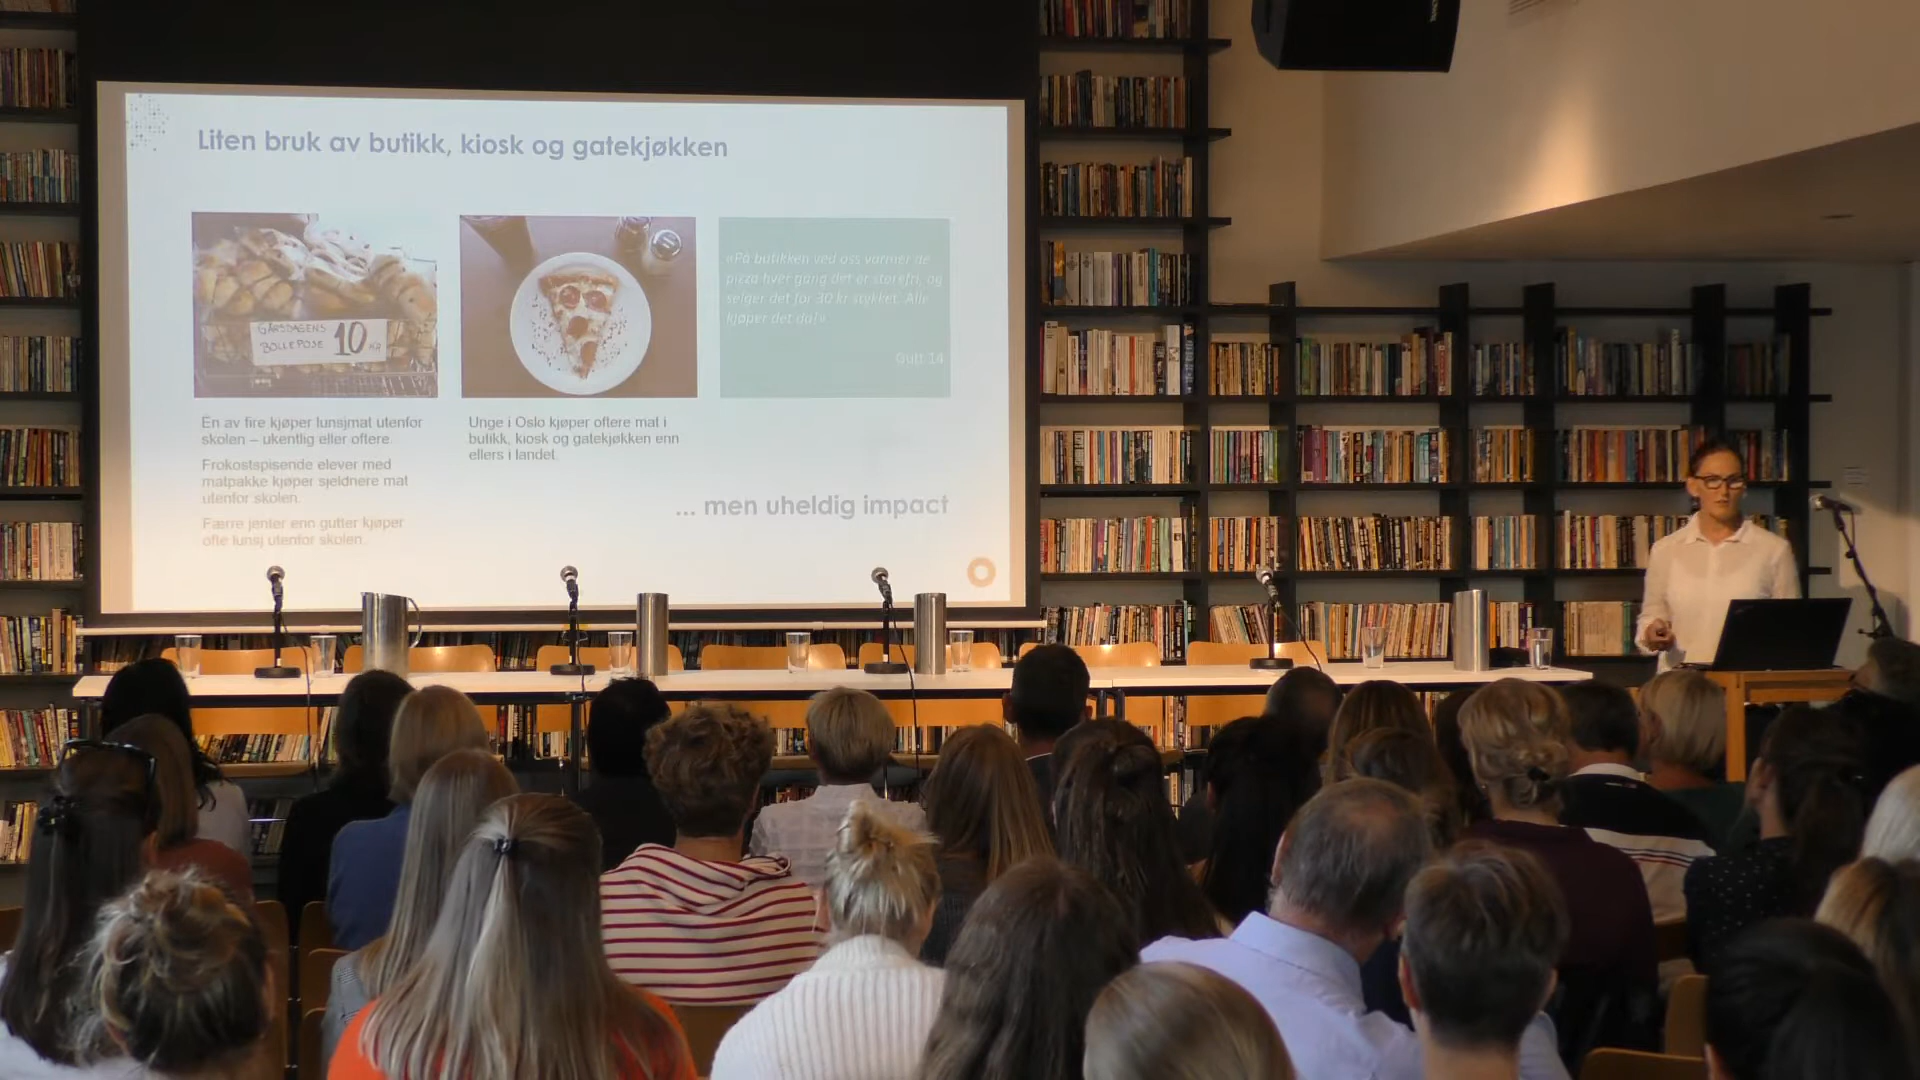 Liten bruk av butikk, kiosk og gatekjøkken
GÅRSDAGENS
BOLLEPOSE 10 KR
«På butikken ved oss varmer de
pizza hver gang det er storefri, og
selger det for 30 kr stykket. Alle
kjøper det da!»
Gutt 14
Én av fire kjøper lunsjmat utenfor
skolen – ukentlig eller oftere.
Frokostspisende elever med
matpakke kjøper sjeldnere mat
utenfor skolen.
Færre jenter enn gutter kjøper
ofte lunsj utenfor skolen.
Unge i Oslo kjøper oftere mat i
butikk, kiosk og gatekjøkken enn
ellers i landet.
... men uheldig impact